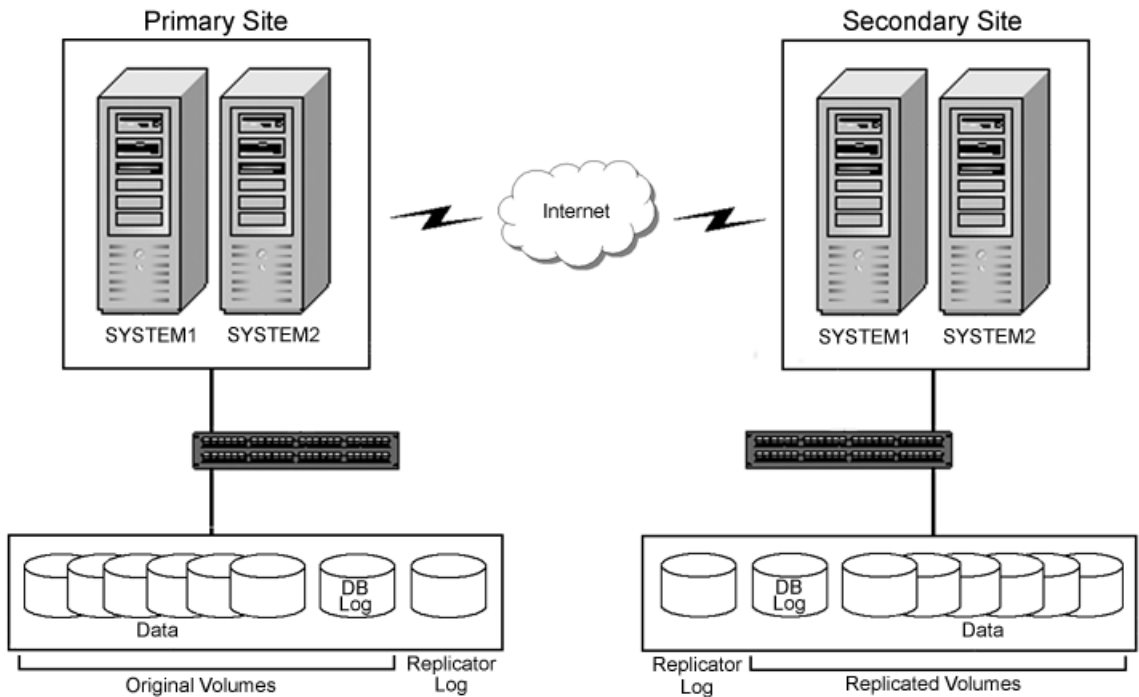 Primary Site
Secondary Site
Internet
SYSTEM1
SYSTEM2
SYSTEM1
SYSTEM2
DB
Log
Data
Original Volumes
Replicator
Log
DB
Log
Data
Replicator
Log
Replicated Volumes